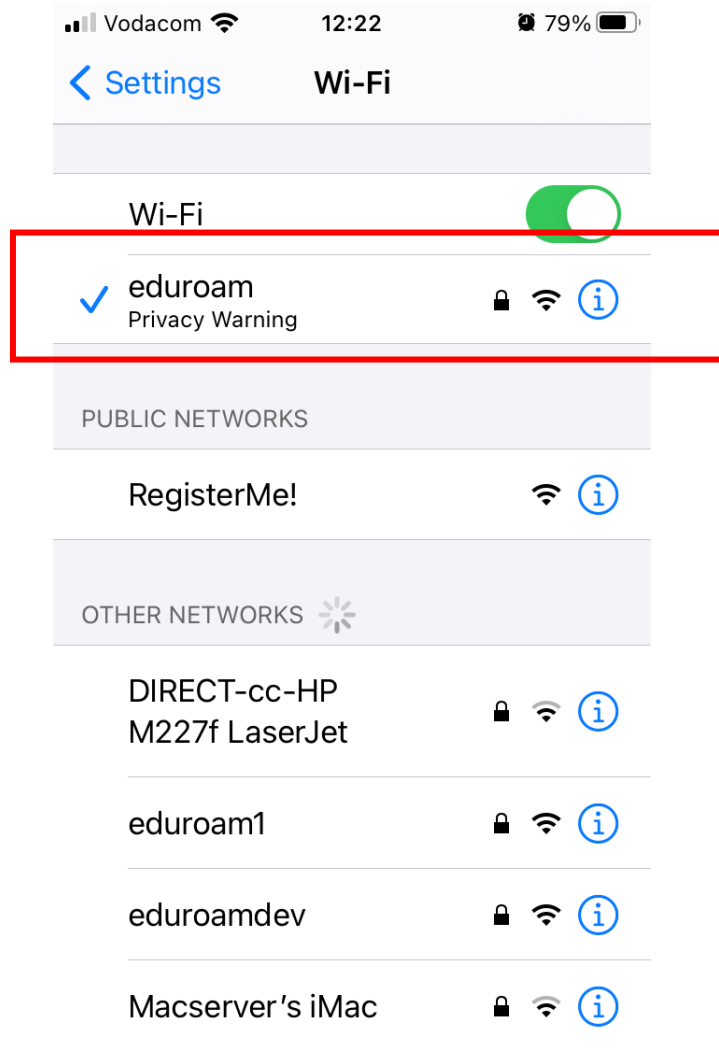 Vodacom 12:22 79%
Settings Wi-Fi
Wi-Fi
eduroam
Privacy Warning
PUBLIC NETWORKS
RegisterMe!
OTHER NETWORKS
DIRECT-cc-HP
M227f LaserJet
eduroam1
eduroamdev
Macserver's iMac